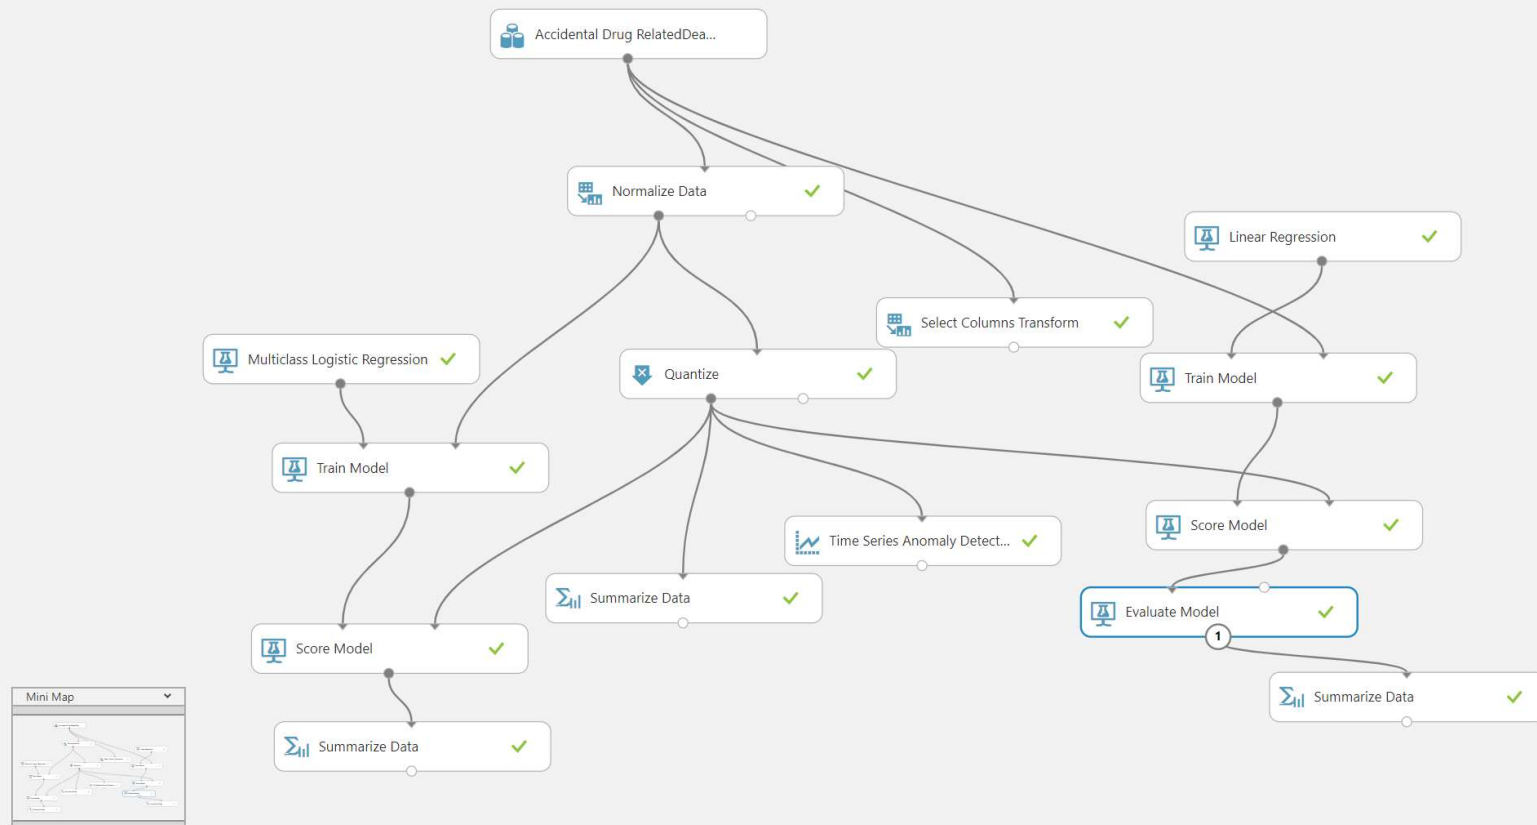 Accidental Drug RelatedDea...
Normalize Data
Linear Regression
Select Columns Transform
Multiclass Logistic Regression
Quantize
Train Model
Train Model
Score Model
Time Series Anomaly Detect...
Summarize Data
Evaluate Model
1
Score Model
Mini Map
Summarize Data
Summarize Data